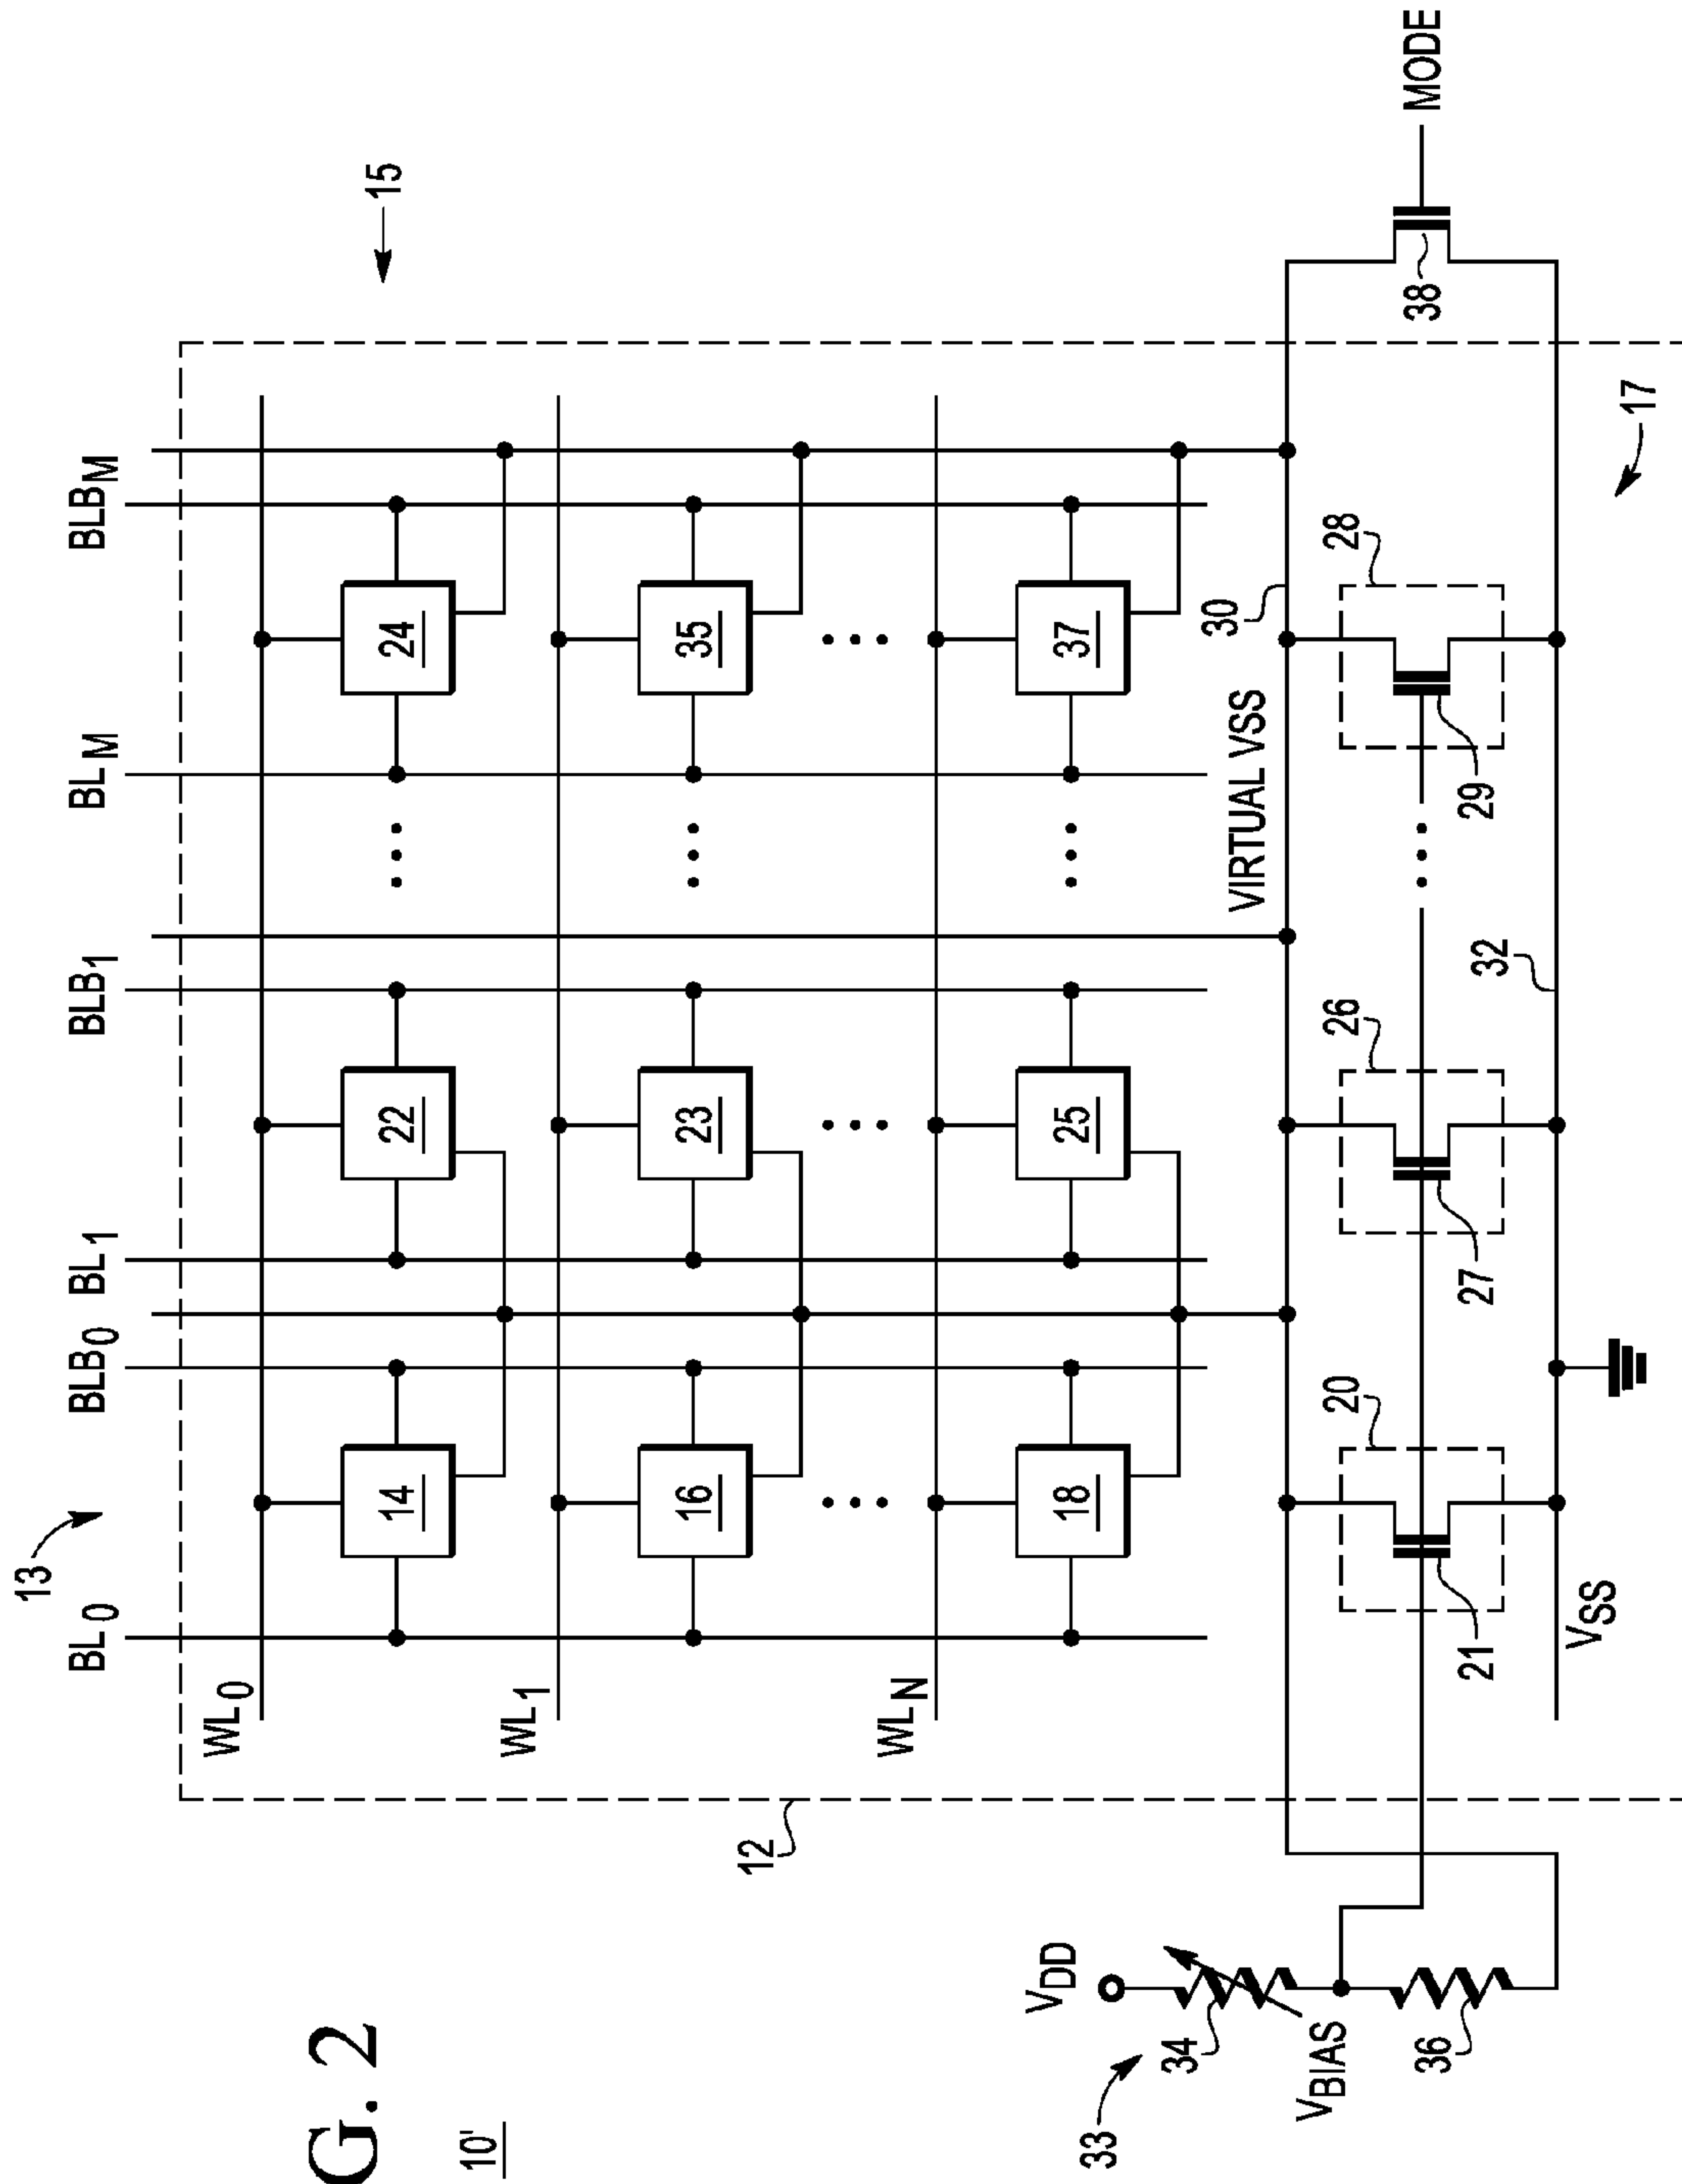 G. 2
10'
13
15
BL0
BLB0
BL1
BLB1
BLM
BLBM
WL0
14
22
24
WL1
16
23
35
WLN
18
25
37
12
VIRTUAL VSS
30
20
26
28
33
VDD
34
VBIAS
36
21
27
29
38
MODE
32
VSS
17